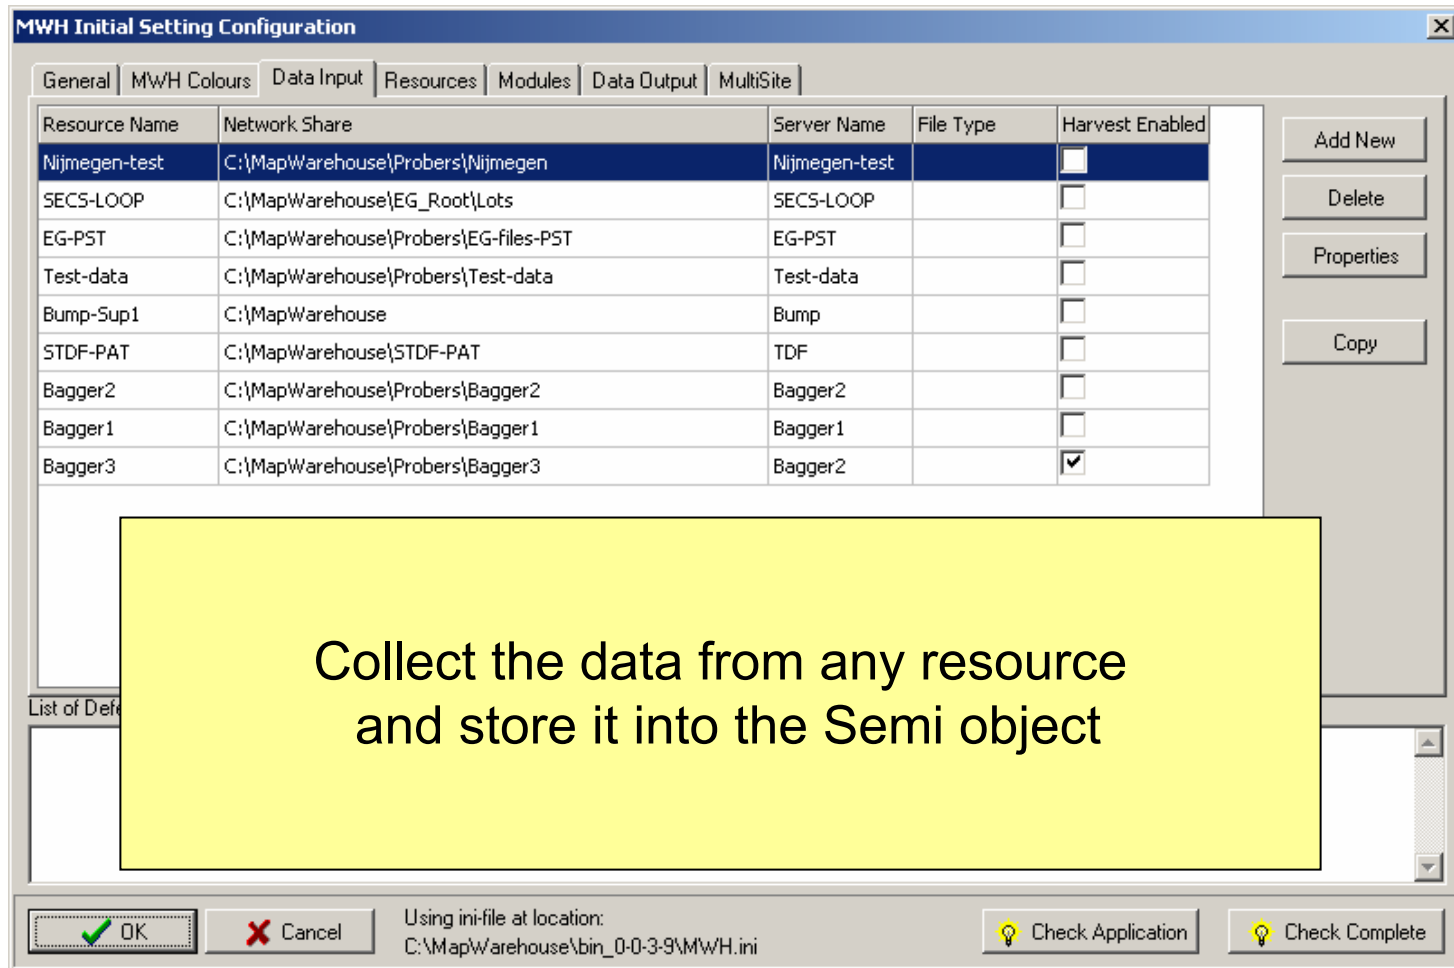 MWH Initial Setting Configuration
General MWH Colours Data Input Resources Modules Data Output MultiSite
Resource Name Network Share Server Name File Type Harvest Enabled
Nijmegen-test C:\MapWarehouse\Probers\Nijmegen Nijmegen-test
SECS-LOOP C:\MapWarehouse\EG_Root\Lots SECS-LOOP
EG-PST C:\MapWarehouse\Probers\EG-files-PST EG-PST
Test-data C:\MapWarehouse\Probers\Test-data Test-data
Bump-Sup1 C:\MapWarehouse Bump
STDF-PAT C:\MapWarehouse\STDF-PAT TDF
Bagger2 C:\MapWarehouse\Probers\Bagger2 Bagger2
Bagger1 C:\MapWarehouse\Probers\Bagger1 Bagger1
Bagger3 C:\MapWarehouse\Probers\Bagger3 Bagger2
Add New
Delete
Properties
Copy
Collect the data from any resource
and store it into the Semi object
List of
OK Cancel
Using ini-file at location:
C:\MapWarehouse\bin_0-0-3-9\MWH.ini
Check Application Check Complete